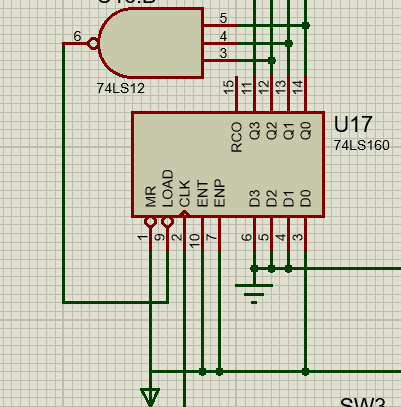 5
6
4
3
74LS12
15
11
12
13
14
RCO
Q3
Q2
Q1
Q0
U17
74LS160
MR
LOAD
CLK
ENT
ENP
D3
D2
D1
D0
1
9
2
10
7
6
5
4
3
SW3